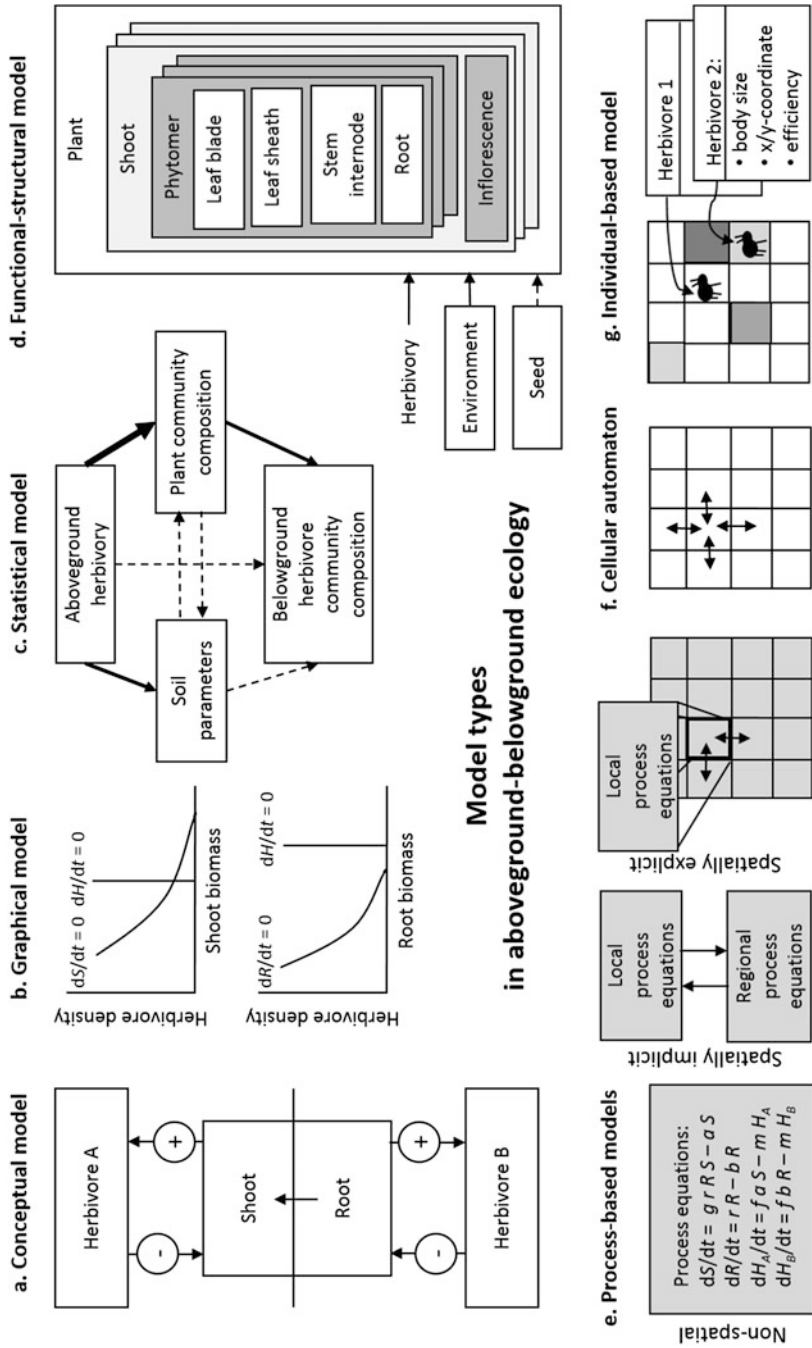 a. Conceptual model
Herbivore A
-
+
Shoot
Root
-
+
Herbivore B
b. Graphical model
Herbivore density
dS/dt = 0
dH/dt = 0
Shoot biomass
Herbivore density
dR/dt = 0
dH/dt = 0
Root biomass
c. Statistical model
Aboveground
herbivory
Soil
parameters
Plant community
composition
Belowground
herbivore
community
composition
d. Functional-structural model
Plant
Shoot
Phytomer
Leaf blade
Leaf sheath
Stem
internode
Root
Inflorescence
Herbivory
Environment
Seed
Model types
in aboveground-belowground ecology
e. Process-based models
Non-spatial
Process equations:
dS/dt = g r R S – a S
dR/dt = r R – b R
dH_A/dt = f a S – m H_A
dH_B/dt = f b R – m H_B
Spatially implicit
Local
process
equations
Regional
process
equations
Spatially explicit
Local
process
equations
f. Cellular automaton
g. Individual-based model
Herbivore 1
Herbivore 2:
• body size
• x/y-coordinate
• efficiency